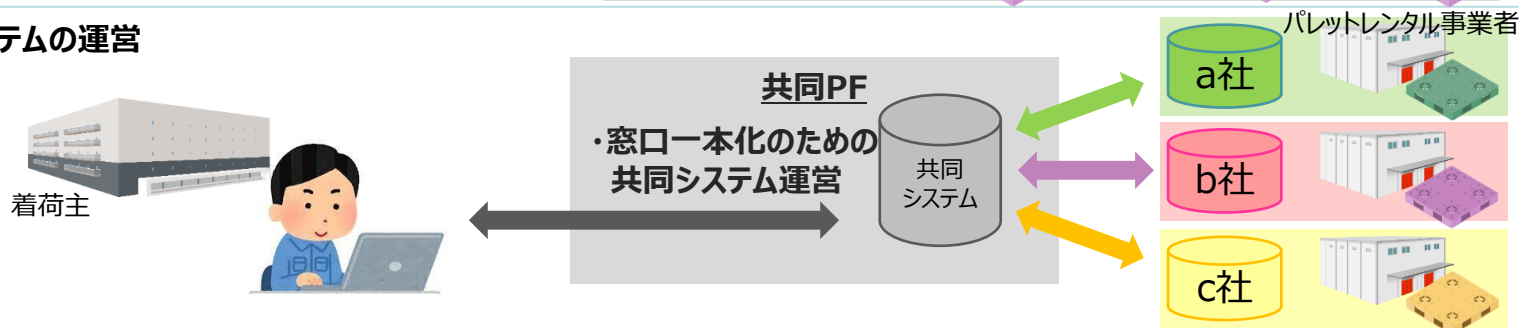 テムの運営
パレットレンタル事業者
着荷主
共同PF
・窓口一本化のための
共同システム運営
共同
システム
a社
b社
c社